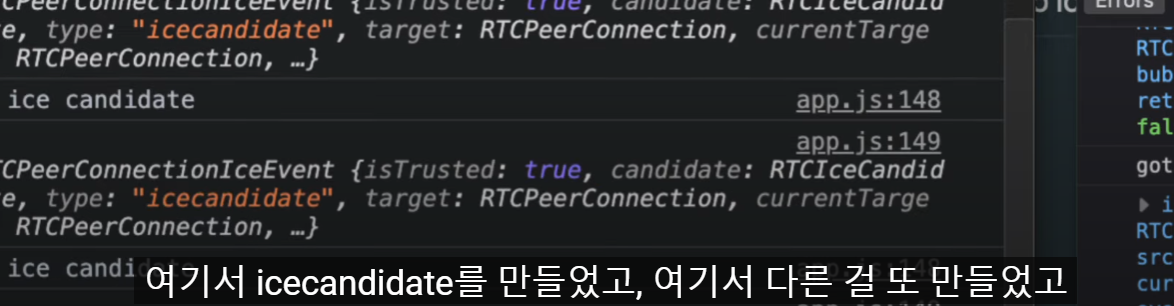 PeerConnectionIceEvent {isTrusted: true, candidate: RTCIceCandid
Errors
type: "icecandidate", target: RTCPeerConnection, currentTarge
RTCPeerConnection, …}
ice candidate app.js:148
app.js:149
CPeerConnectionIceEvent {isTrusted: true, candidate: RTCIceCandid
e, type: "icecandidate", target: RTCPeerConnection, currentTarge
RTCPeerConnection, …}
ice candidate
여기서 icecandidate를 만들었고, 여기서 다른 걸 또 만들었고
RTC
bub
ret
fal
got
▶ i
RTC
src
cur